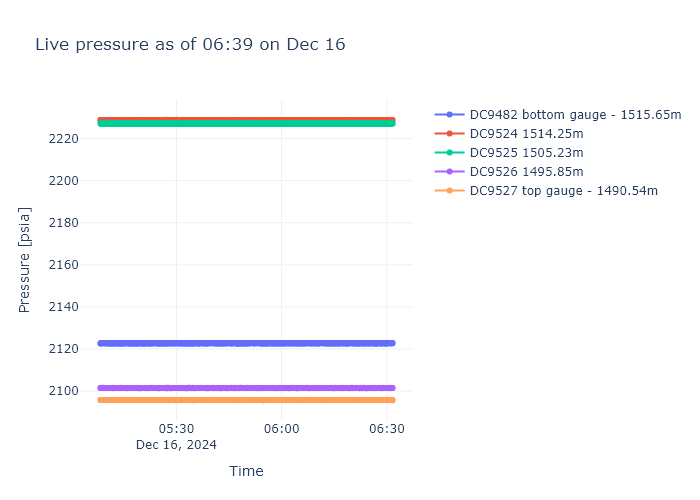 Live pressure as of 06:39 on Dec 16
DC9482 bottom gauge - 1515.65m
DC9524 1514.25m
DC9525 1505.23m
DC9526 1495.85m
DC9527 top gauge - 1490.54m
Pressure [psia]
2220
2200
2180
2160
2140
2120
2100
05:30
06:00
06:30
Dec 16, 2024
Time